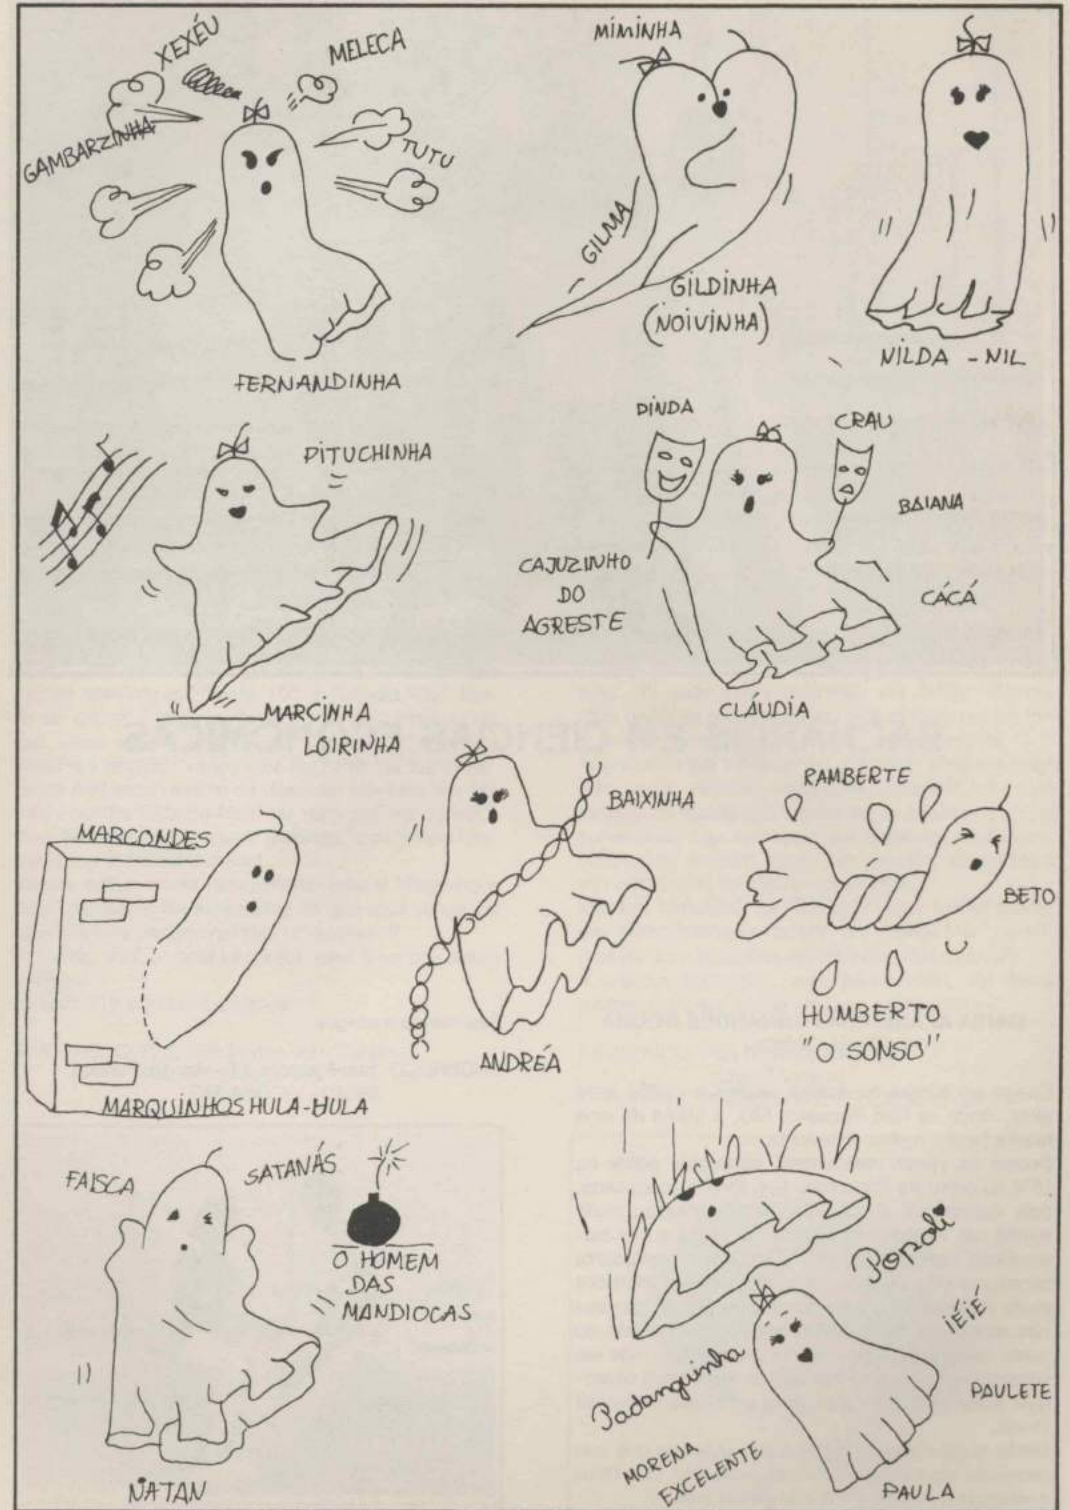 XEXÉU
MELECA
GAMBARZINHA
TUTU
FERNANDINHA
MIMINHA
GILMA
GILDINHA
(NOIVINHA)
NILDA - NIL
PITUCHINHA
MARCINHA
LOIRINHA
DINDA
CRAU
BAIANA
CAJUZINHO
DO
AGRESTE
CÁCÁ
CLÁUDIA
MARCONDES
MARQUINHOS HULA-HULA
BAIXINHA
ANDRÉA
RAMBERTE
BETO
HUMBERTO
"O SONSO"
FAISCA
SATANÁS
O HOMEM
DAS
MANDIOCAS
NATAN
Popoli
iÉiÉ
Padanguinha
PAULETE
MORENA
EXCELENTE
PAULA